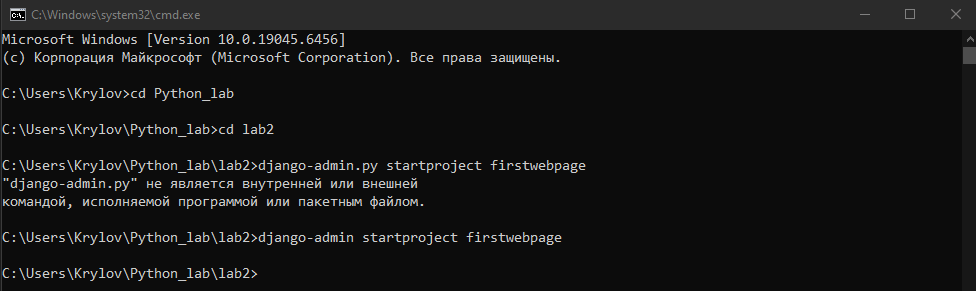 C:\Windows\system32\cmd.exe
Microsoft Windows [Version 10.0.19045.6456]
(c) Корпорация Майкрософт (Microsoft Corporation). Все права защищены.
C:\Users\Krylov>cd Python_lab
C:\Users\Krylov\Python_lab>cd lab2
C:\Users\Krylov\Python_lab\lab2>django-admin.py startproject firstwebpage
"django-admin.py" не является внутренней или внешней
командой, исполняемой программой или пакетным файлом.
C:\Users\Krylov\Python_lab\lab2>django-admin startproject firstwebpage
C:\Users\Krylov\Python_lab\lab2>